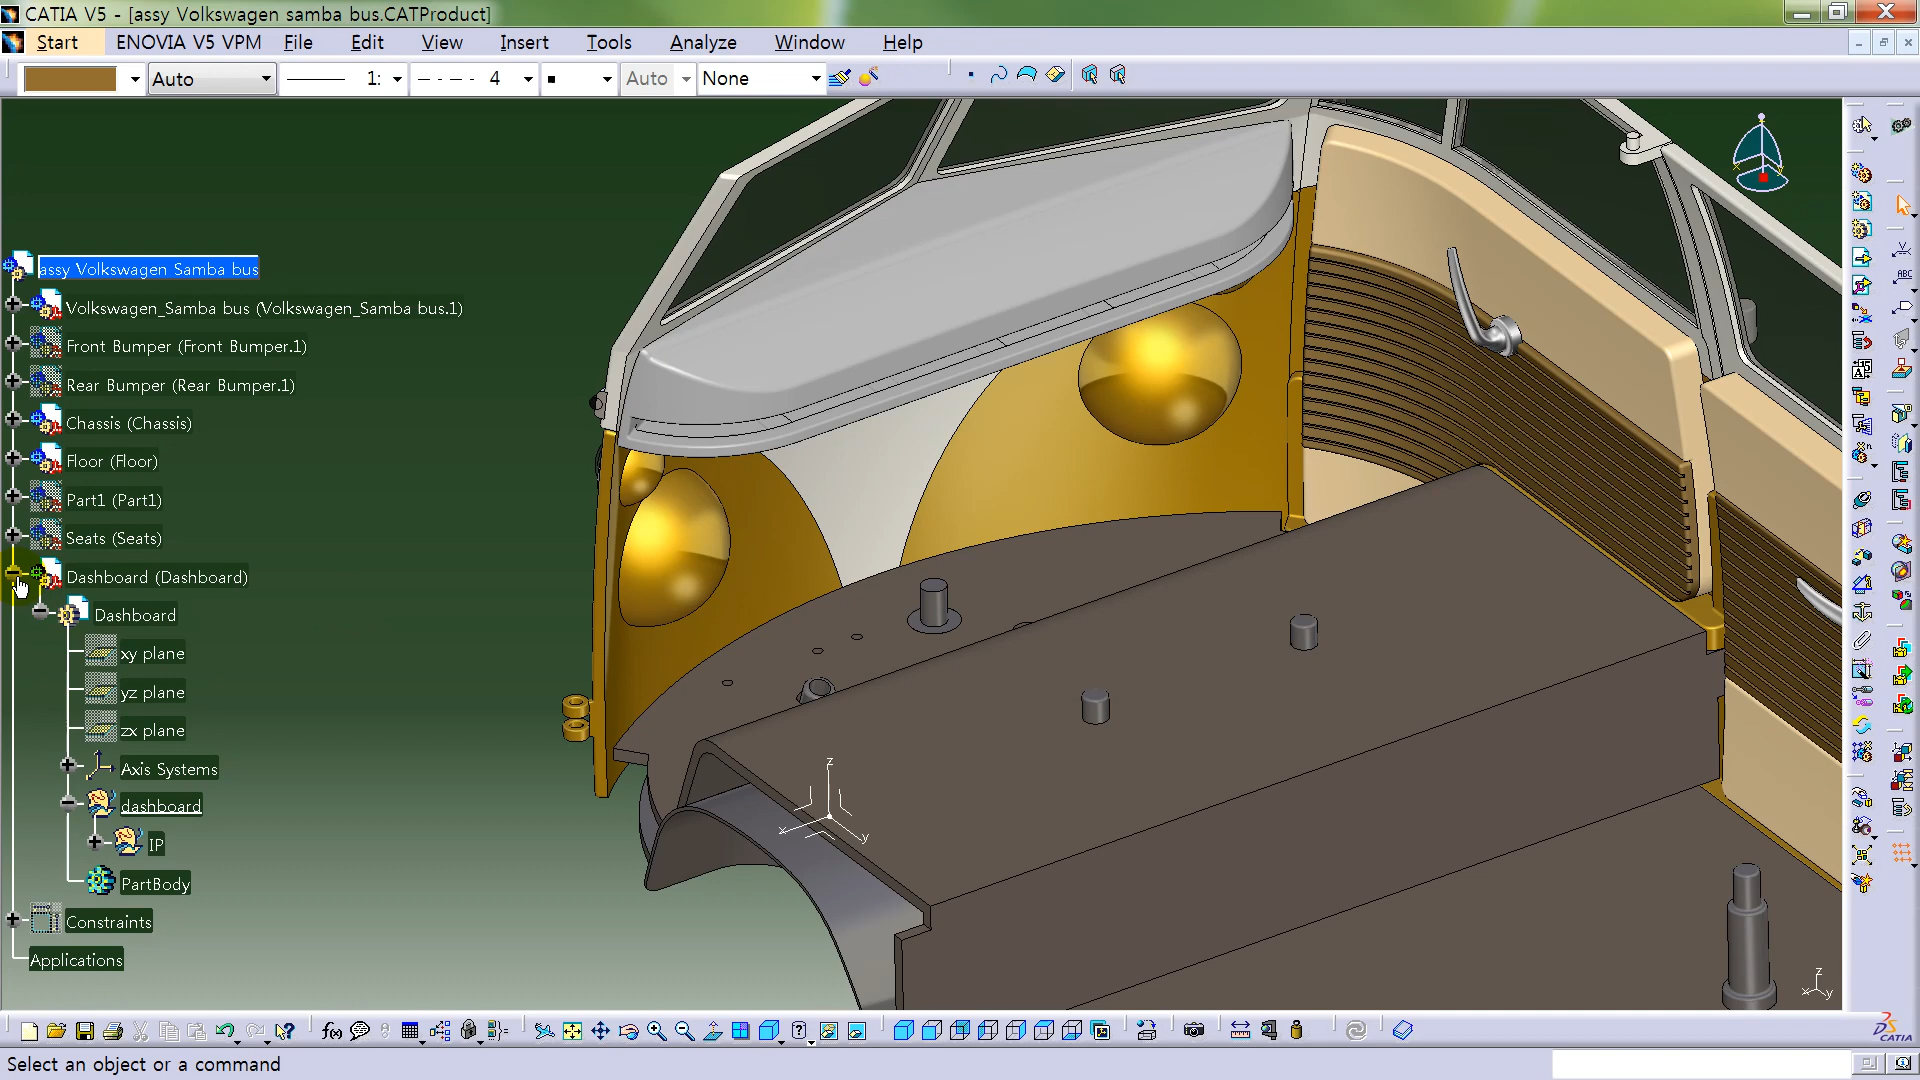 CATIA V5 - [assy Volkswagen samba bus.CATProduct]
Start ENOVIA V5 VPM File Edit View Insert Tools Analyze Window Help
Auto 1: 4 Auto None
assy Volkswagen Samba bus
Volkswagen_Samba bus (Volkswagen_Samba bus.1)
Front Bumper (Front Bumper.1)
Rear Bumper (Rear Bumper.1)
Chassis (Chassis)
Floor (Floor)
Part1 (Part1)
Seats (Seats)
Dashboard (Dashboard)
Dashboard
xy plane
yz plane
zx plane
Axis Systems
dashboard
IP
PartBody
Constraints
Applications
z
x
y
z
x y
ABC
f(x)
CATIA
Select an object or a command